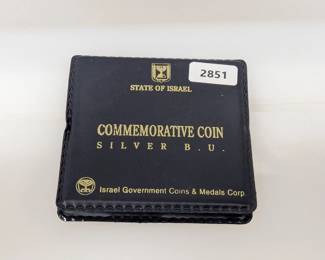 2851
STATE OF ISRAEL
COMMEMORATIVE COIN
SILVER B.U.
Israel Government Coins & Medals Corp.